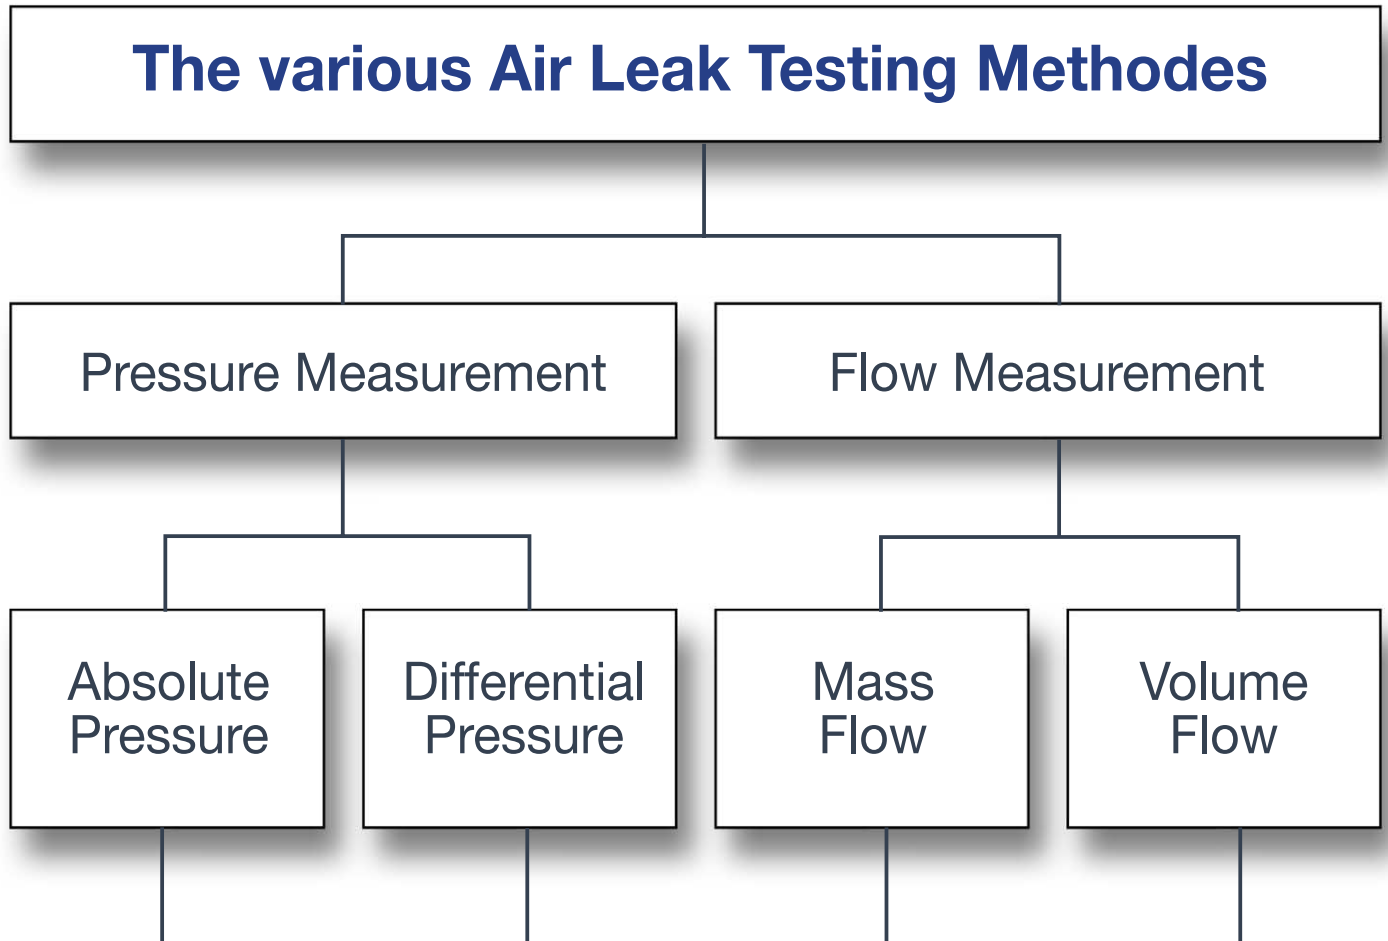 The various Air Leak Testing Methodes
Pressure Measurement
Flow Measurement
Absolute
Pressure
Differential
Pressure
Mass
Flow
Volume
Flow